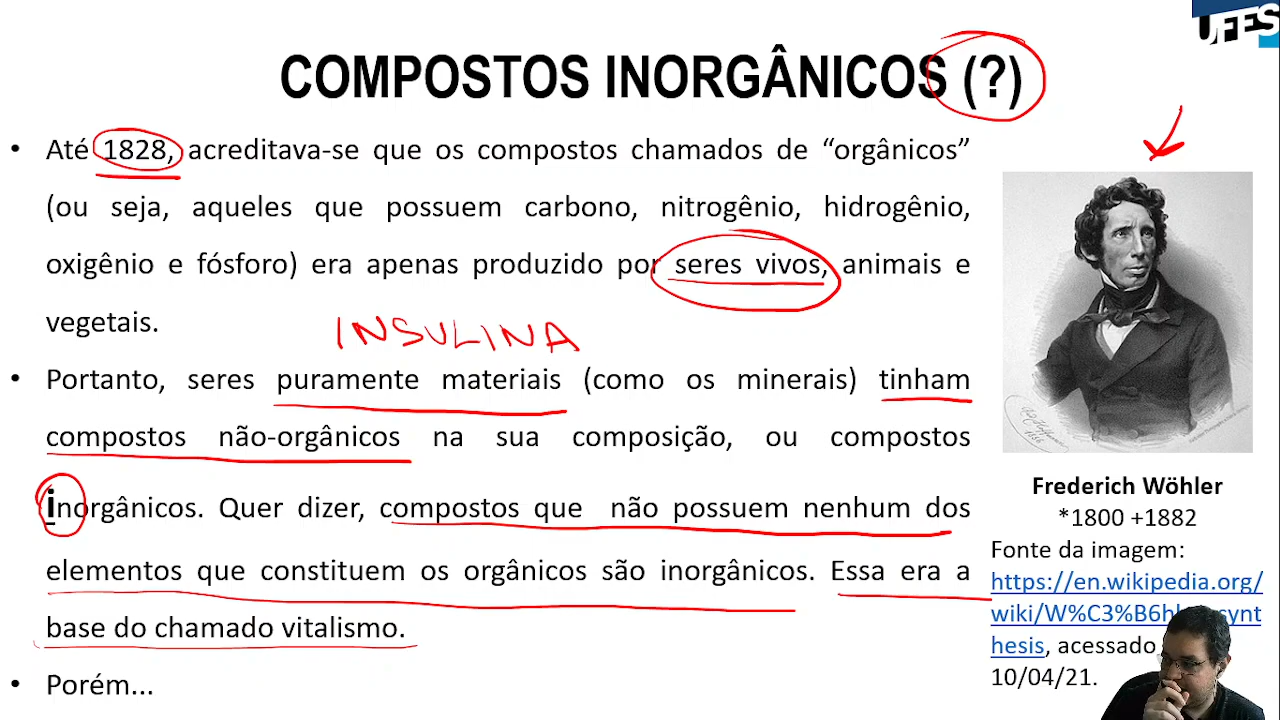 UFES
COMPOSTOS INORGÂNICOS (?)
• Até 1828, acreditava-se que os compostos chamados de “orgânicos”
(ou seja, aqueles que possuem carbono, nitrogênio, hidrogênio,
oxigênio e fósforo) era apenas produzido por seres vivos, animais e
vegetais.
INSULINA
• Portanto, seres puramente materiais (como os minerais) tinham
compostos não-orgânicos na sua composição, ou compostos
inorgânicos. Quer dizer, compostos que não possuem nenhum dos
elementos que constituem os orgânicos são inorgânicos. Essa era a
base do chamado vitalismo.
• Porém...
Frederich Wöhler
*1800 +1882
Fonte da imagem:
https://en.wikipedia.org/
wiki/W%C3%B6h synt
hesis, acessado
10/04/21.